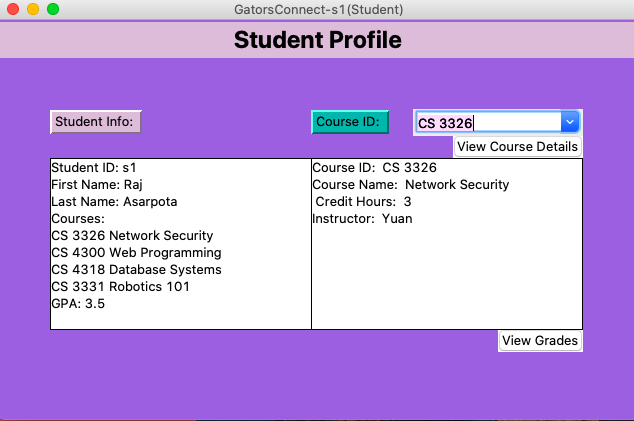 GatorsConnect-s1(Student)
Student Profile
Student Info:
Course ID:
CS 3326
View Course Details
Student ID: s1
First Name: Raj
Last Name: Asarpota
Courses:
CS 3326 Network Security
CS 4300 Web Programming
CS 4318 Database Systems
CS 3331 Robotics 101
GPA: 3.5
Course ID:  CS 3326
Course Name:  Network Security
Credit Hours:  3
Instructor:  Yuan
View Grades